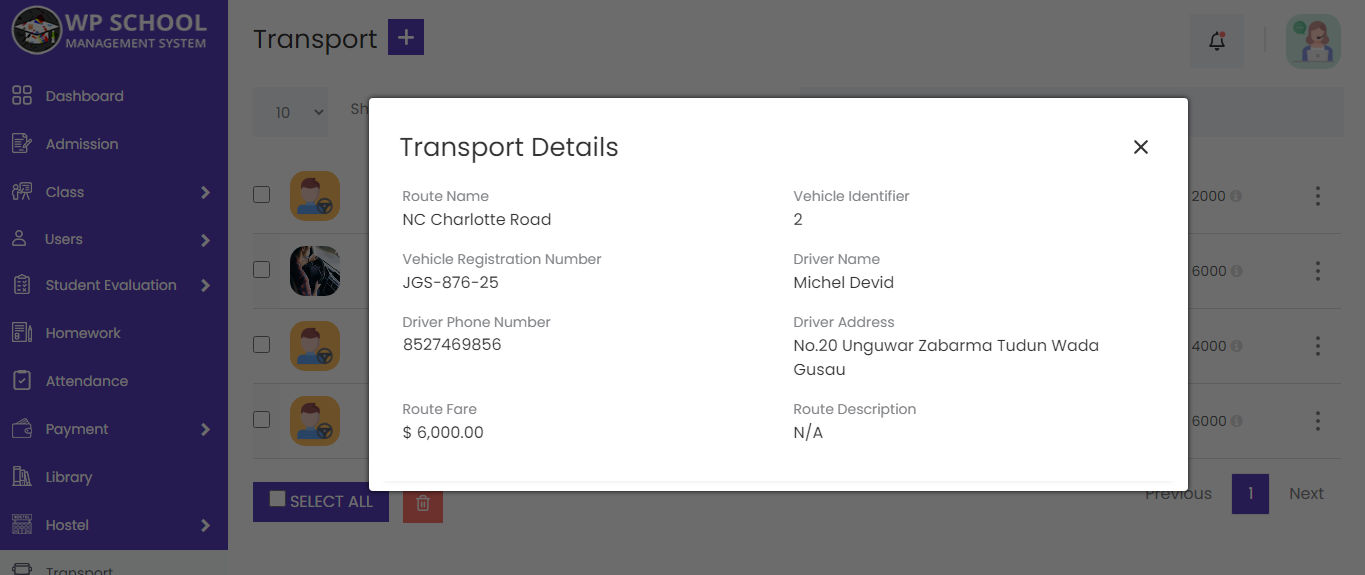 WP SCHOOL
MANAGEMENT SYSTEM
Dashboard
Admission
Class
Users
Student Evaluation
Homework
Attendance
Payment
Library
Hostel
Transport
Transport +
10
Sh
Transport Details
Route Name
NC Charlotte Road
Vehicle Identifier
2
Vehicle Registration Number
JGS-876-25
Driver Name
Michel Devid
Driver Phone Number
8527469856
Driver Address
No.20 Unguwar Zabarma Tudun Wada
Gusau
Route Fare
$ 6,000.00
Route Description
N/A
2000
6000
4000
6000
SELECT ALL
Previous
1
Next